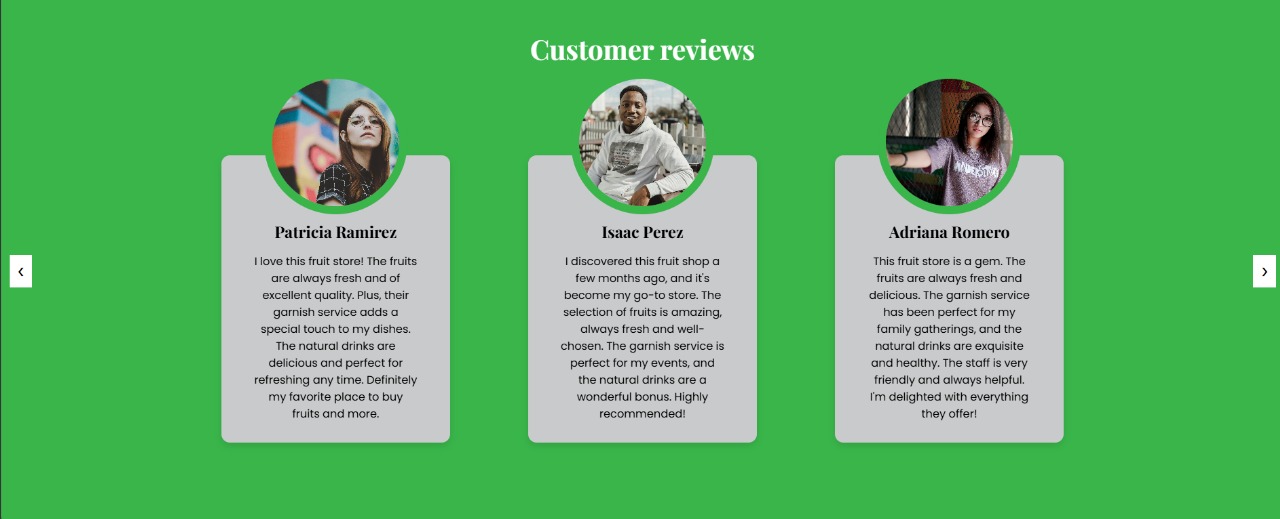 Customer reviews
Patricia Ramirez
I love this fruit store! The fruits
are always fresh and of
excellent quality. Plus, their
garnish service adds a
special touch to my dishes.
The natural drinks are
delicious and perfect for
refreshing any time. Definitely
my favorite place to buy
fruits and more.
Isaac Perez
I discovered this fruit shop a
few months ago, and it's
become my go-to store. The
selection of fruits is amazing,
always fresh and well-
chosen. The garnish service is
perfect for my events, and
the natural drinks are a
wonderful bonus. Highly
recommended!
Adriana Romero
This fruit store is a gem. The
fruits are always fresh and
delicious. The garnish service
has been perfect for my
family gatherings, and the
natural drinks are exquisite
and healthy. The staff is very
friendly and always helpful.
I'm delighted with everything
they offer!